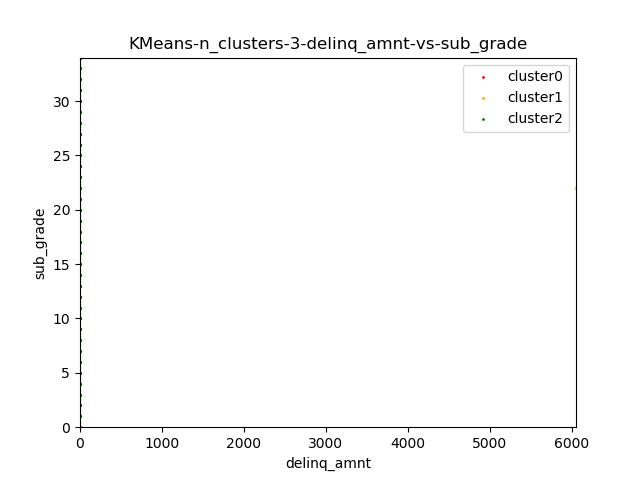 KMeans-n_clusters-3-delinq_amnt-vs-sub_grade
cluster0
cluster1
cluster2
30
25
20
15
10
5
0
sub_grade
0 1000 2000 3000 4000 5000 6000
delinq_amnt